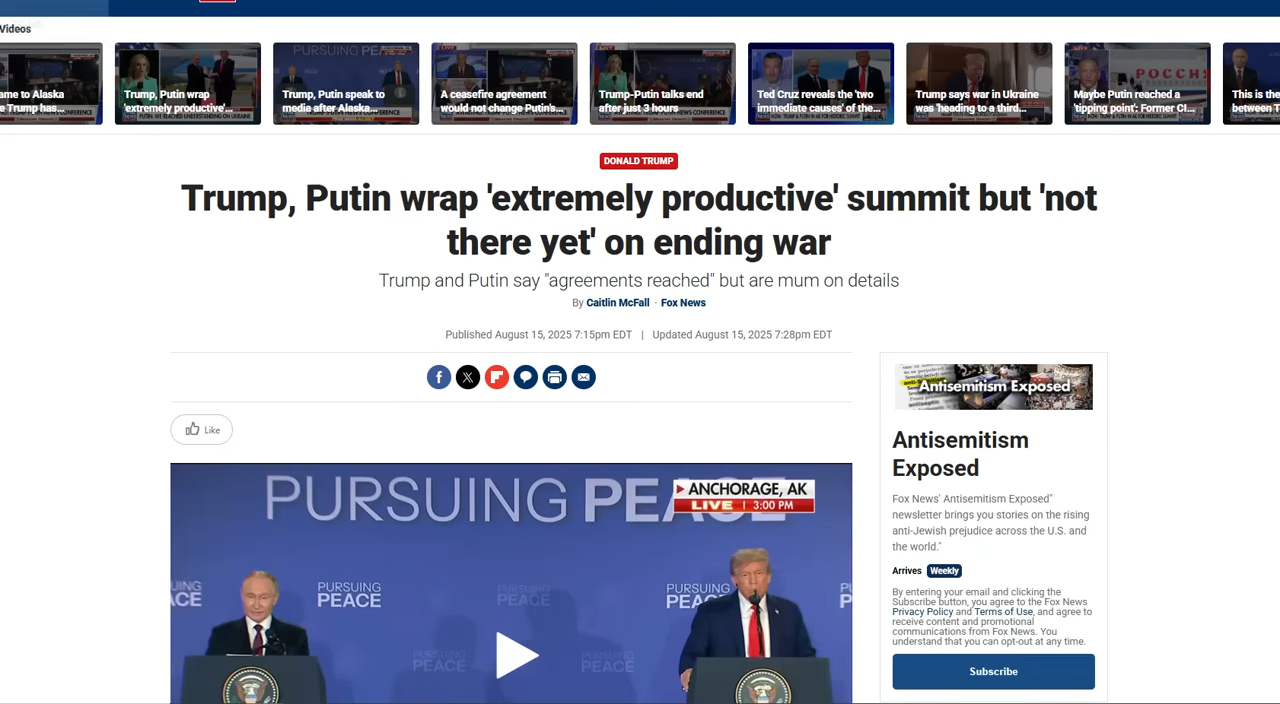 Videos
ame to Alaska
e Trump has...
Trump, Putin wrap
'extremely productive'...
Trump, Putin speak to
media after Alaska...
A ceasefire agreement
would not change Putin's...
Trump-Putin talks end
after just 3 hours
Ted Cruz reveals the 'two
immediate causes' of the...
Trump says war in Ukraine
was 'heading to a third...
Maybe Putin reached a
'tipping point': Former CI...
This is the
between T
DONALD TRUMP
Trump, Putin wrap 'extremely productive' summit but 'not
there yet' on ending war
Trump and Putin say "agreements reached" but are mum on details
By Caitlin McFall · Fox News
Published August 15, 2025 7:15pm EDT | Updated August 15, 2025 7:28pm EDT
Like
PURSUING PEACE
ANCHORAGE, AK
LIVE | 3:00 PM
UING
ACE
PURSUING
PEACE
PURSUING
PEACE
PURSUING
PEACE
P
PURSUING
PEACE
PURSUING
PEACE
Antisemitism Exposed
Antisemitism
Exposed
Fox News' Antisemitism Exposed"
newsletter brings you stories on the rising
anti-Jewish prejudice across the U.S. and
the world."
Arrives Weekly
By entering your email and clicking the
Subscribe button, you agree to the Fox News
Privacy Policy and Terms of Use, and agree to
receive content and promotional
communications from Fox News. You
understand that you can opt-out at any time.
Subscribe